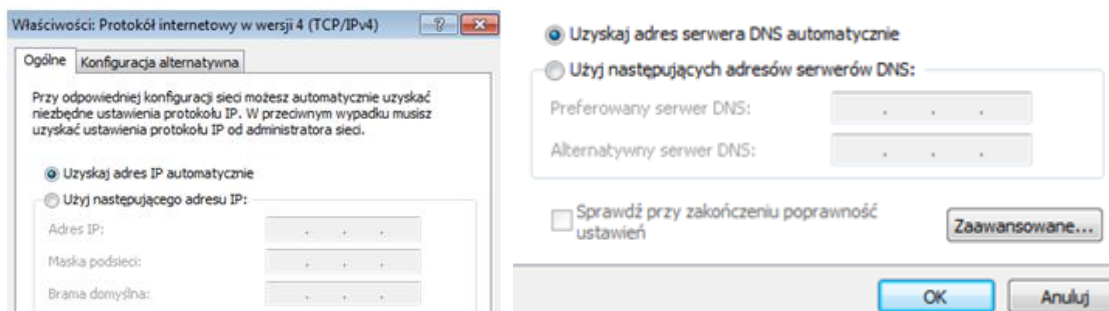 Właściwości: Protokół internetowy w wersji 4 (TCP/IPv4)
Ogólne
Konfiguracja alternatywna
Przy odpowiedniej konfiguracji sieci możesz automatycznie uzyskać
niezbędne ustawienia protokołu IP. W przeciwnym wypadku musisz
uzyskać ustawienia protokołu IP od administratora sieci.
Uzyskaj adres IP automatycznie
Użyj następującego adresu IP:
Adres IP:
Maska podsieci:
Brama domyślna:
Uzyskaj adres serwera DNS automatycznie
Użyj następujących adresów serwerów DNS:
Preferowany serwer DNS:
Alternatywny serwer DNS:
Sprawdź przy zakończeniu poprawność
ustawień
Zaawansowane...
OK
Anuluj